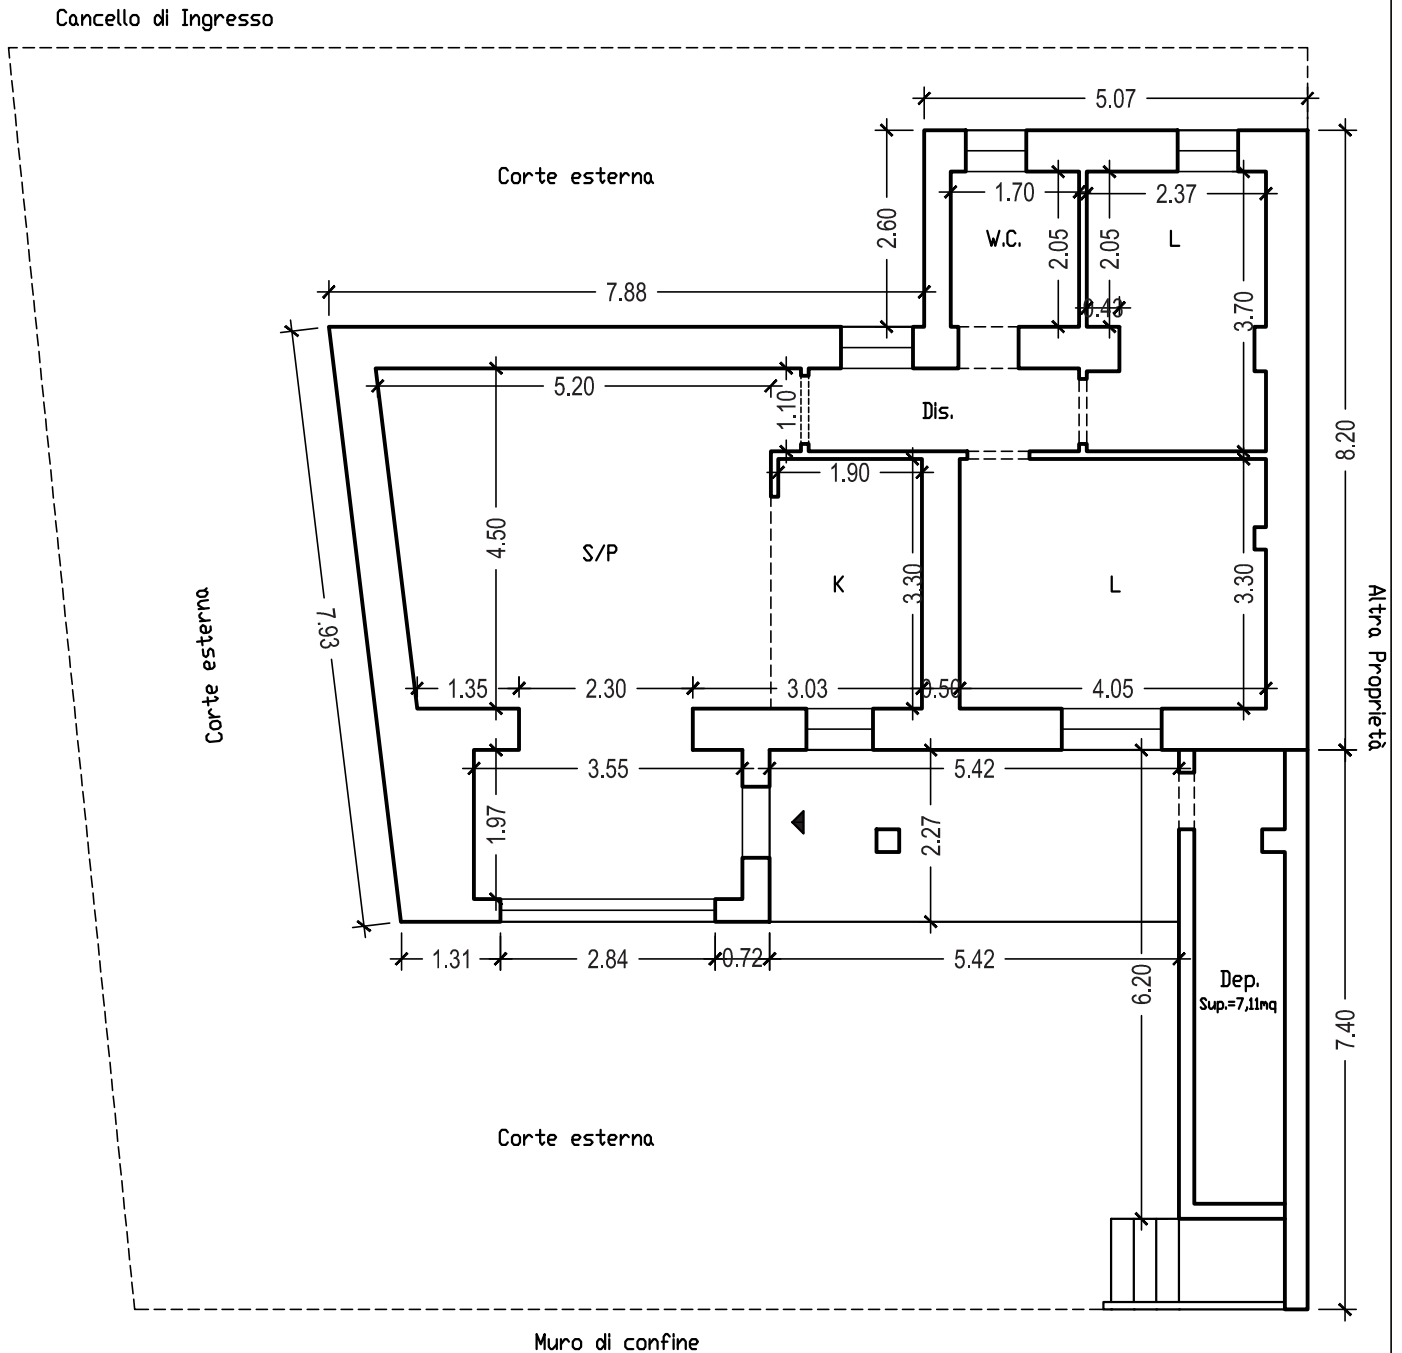 Cancello di Ingresso
5.07
Corte esterna
1.70
2.37
2.60
W.C.
2.05
2.05
L
7.88
0.43
3.70
5.20
1.10
Dis.
8.20
1.90
4.50
S/P
K
3.30
L
3.30
Corte esterna
7.93
Altra Proprietà
1.35
2.30
3.03
0.50
4.05
3.55
5.42
1.97
2.27
1.31
2.84
0.72
5.42
6.20
Dep.
Sup.=7,11mq
7.40
Corte esterna
Muro di confine